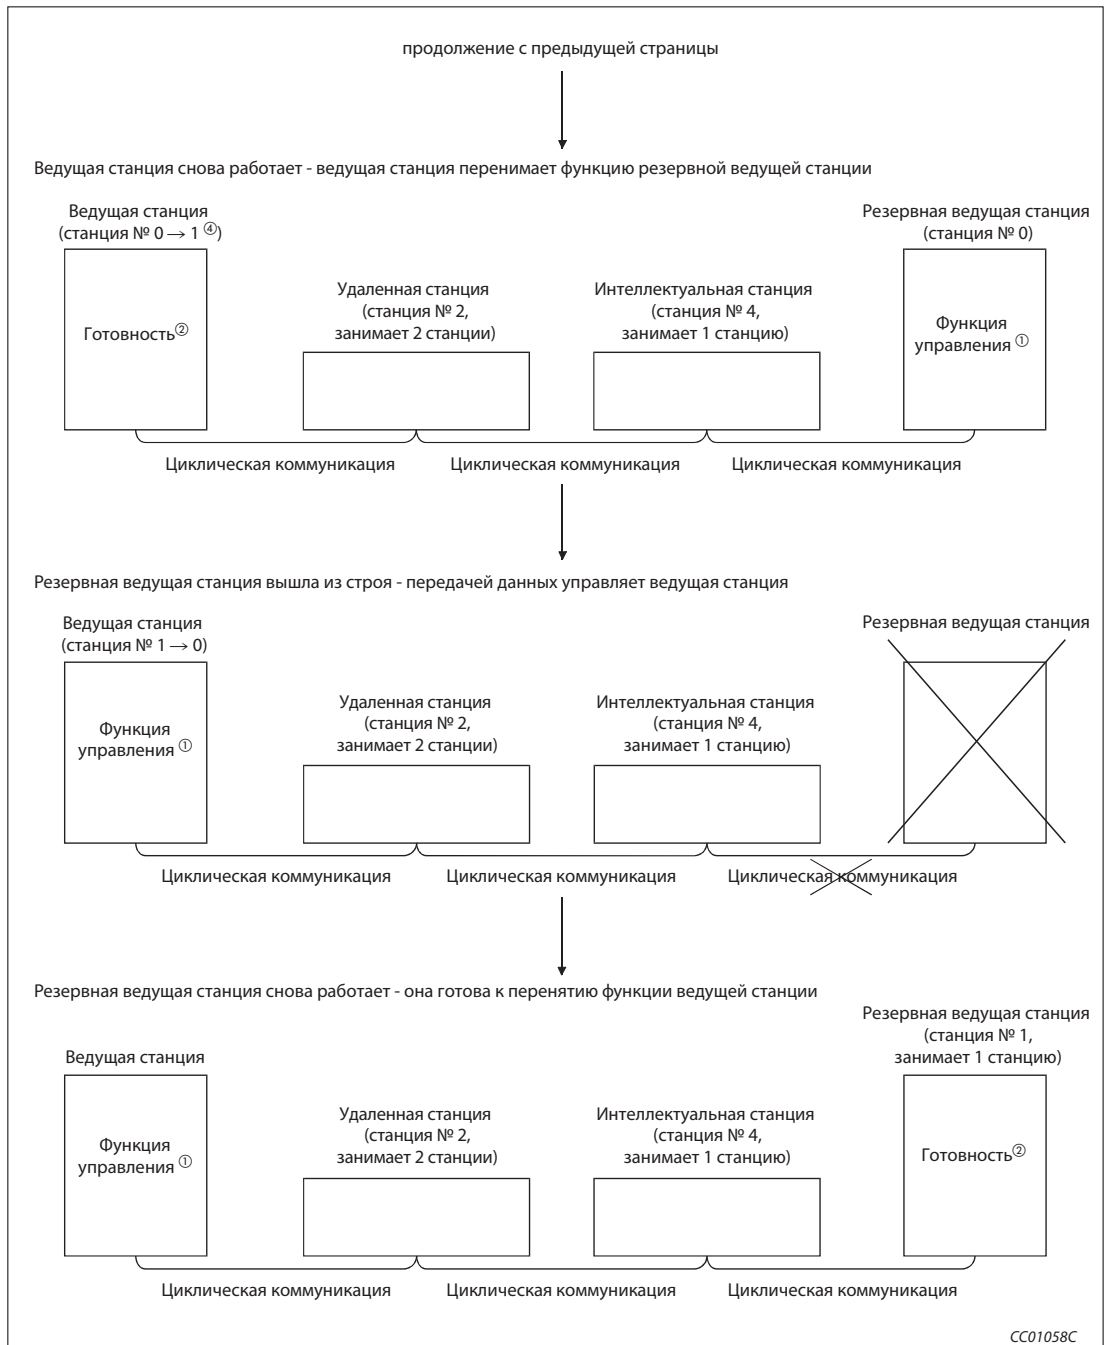 продолжение с предыдущей страницы
Ведущая станция снова работает - ведущая станция перенимает функцию резервной ведущей станции
Ведущая станция
(станция № 0 → 1 ④)
Резервная ведущая станция
(станция № 0)
Удаленная станция
(станция № 2,
занимает 2 станции)
Интеллектуальная станция
(станция № 4,
занимает 1 станцию)
Готовность②
Функция
управления ①
Циклическая коммуникация
Циклическая коммуникация
Циклическая коммуникация
Резервная ведущая станция вышла из строя - передачей данных управляет ведущая станция
Ведущая станция
(станция № 1 → 0)
Резервная ведущая станция
Удаленная станция
(станция № 2,
занимает 2 станции)
Интеллектуальная станция
(станция № 4,
занимает 1 станцию)
Функция
управления ①
Циклическая коммуникация
Циклическая коммуникация
Циклическая коммуникация
Резервная ведущая станция снова работает - она готова к перенятию функции ведущей станции
Ведущая станция
Резервная ведущая станция
(станция № 1,
занимает 1 станцию)
Удаленная станция
(станция № 2,
занимает 2 станции)
Интеллектуальная станция
(станция № 4,
занимает 1 станцию)
Функция
управления ①
Готовность②
Циклическая коммуникация
Циклическая коммуникация
Циклическая коммуникация
CC01058C